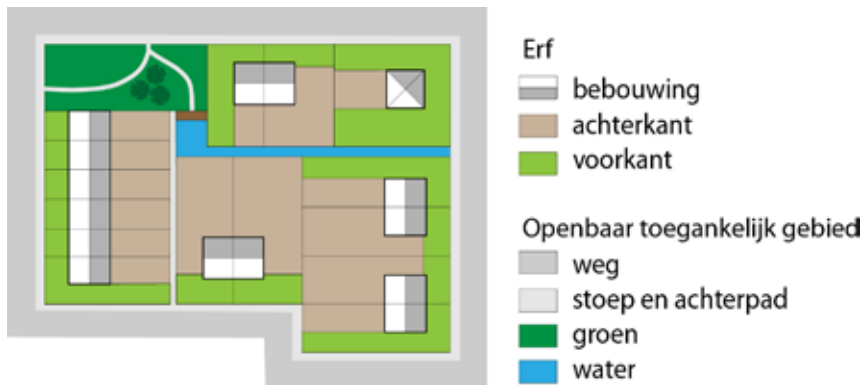 Erf
bebouwing
achterkant
voorkant
Openbaar toegankelijk gebied
weg
stoep en achterpad
groen
water